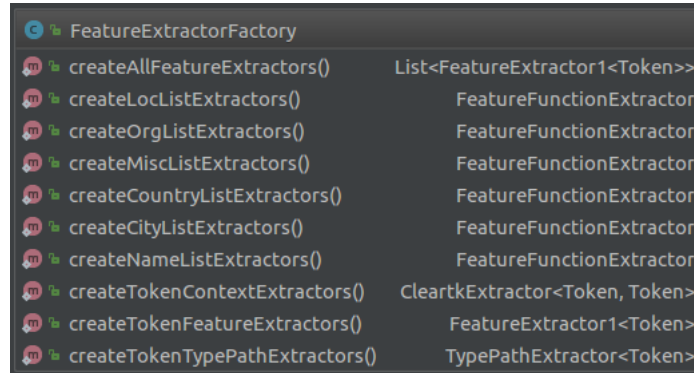 FeatureExtractorFactory
createAllFeatureExtractors() List<FeatureExtractor1<Token>>
createLocListExtractors() FeatureFunctionExtractor
createOrgListExtractors() FeatureFunctionExtractor
createMiscListExtractors() FeatureFunctionExtractor
createCountryListExtractors() FeatureFunctionExtractor
createCityListExtractors() FeatureFunctionExtractor
createNameListExtractors() FeatureFunctionExtractor
createTokenContextExtractors() CleartkExtractor<Token, Token>
createTokenFeatureExtractors() FeatureExtractor1<Token>
createTokenTypePathExtractors() TypePathExtractor<Token>